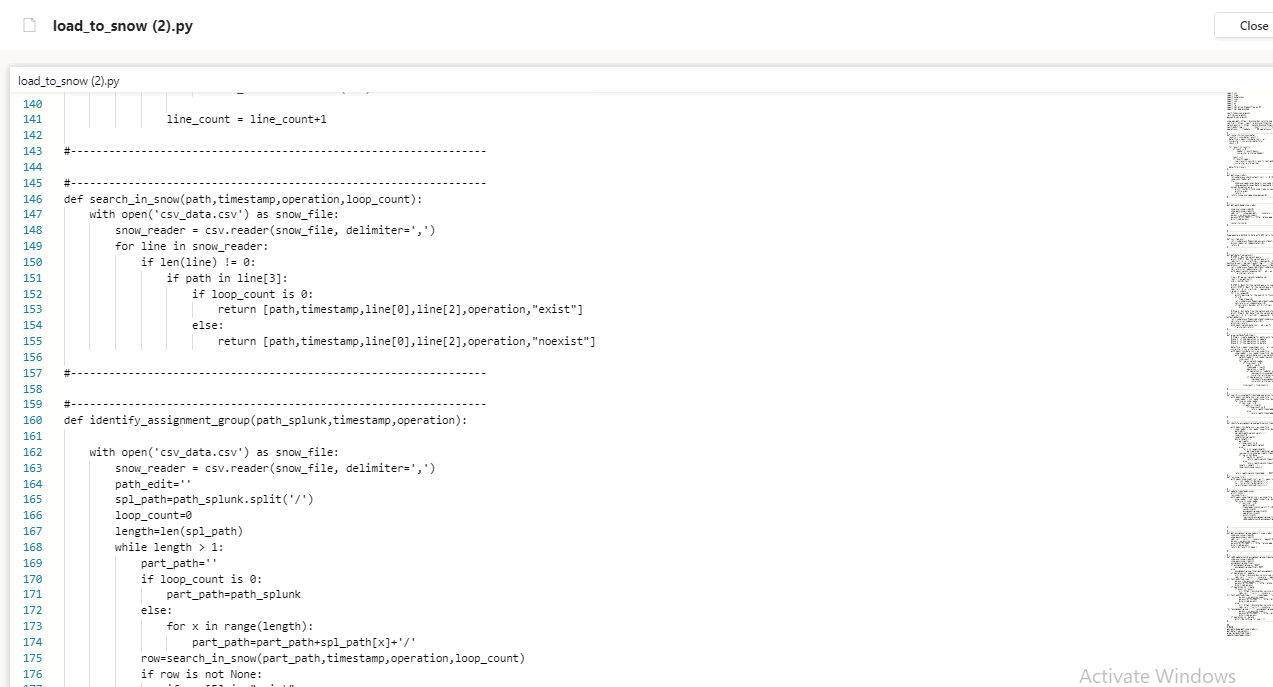 load_to_snow (2).py
Close
load_to_snow (2).py
140
141 line_count = line_count+1
142
143 #-----------------------------------------------------------------
144
145 #-----------------------------------------------------------------
146 def search_in_snow(path,timestamp,operation,loop_count):
147     with open('csv_data.csv') as snow_file:
148         snow_reader = csv.reader(snow_file, delimiter=',')
149         for line in snow_reader:
150             if len(line) != 0:
151                 if path in line[3]:
152                     if loop_count is 0:
153                         return [path,timestamp,line[0],line[2],operation,"exist"]
154                     else:
155                         return [path,timestamp,line[0],line[2],operation,"noexist"]
156
157 #-----------------------------------------------------------------
158
159 #-----------------------------------------------------------------
160 def identify_assignment_group(path_splunk,timestamp,operation):
161
162     with open('csv_data.csv') as snow_file:
163         snow_reader = csv.reader(snow_file, delimiter=',')
164         path_edit=''
165         spl_path=path_splunk.split('/')
166         loop_count=0
167         length=len(spl_path)
168         while length > 1:
169             part_path=''
170             if loop_count is 0:
171                 part_path=path_splunk
172             else:
173                 for x in range(length):
174                     part_path=part_path+spl_path[x]+'/'
175             row=search_in_snow(part_path,timestamp,operation,loop_count)
176             if row is not None:
Activate Windows